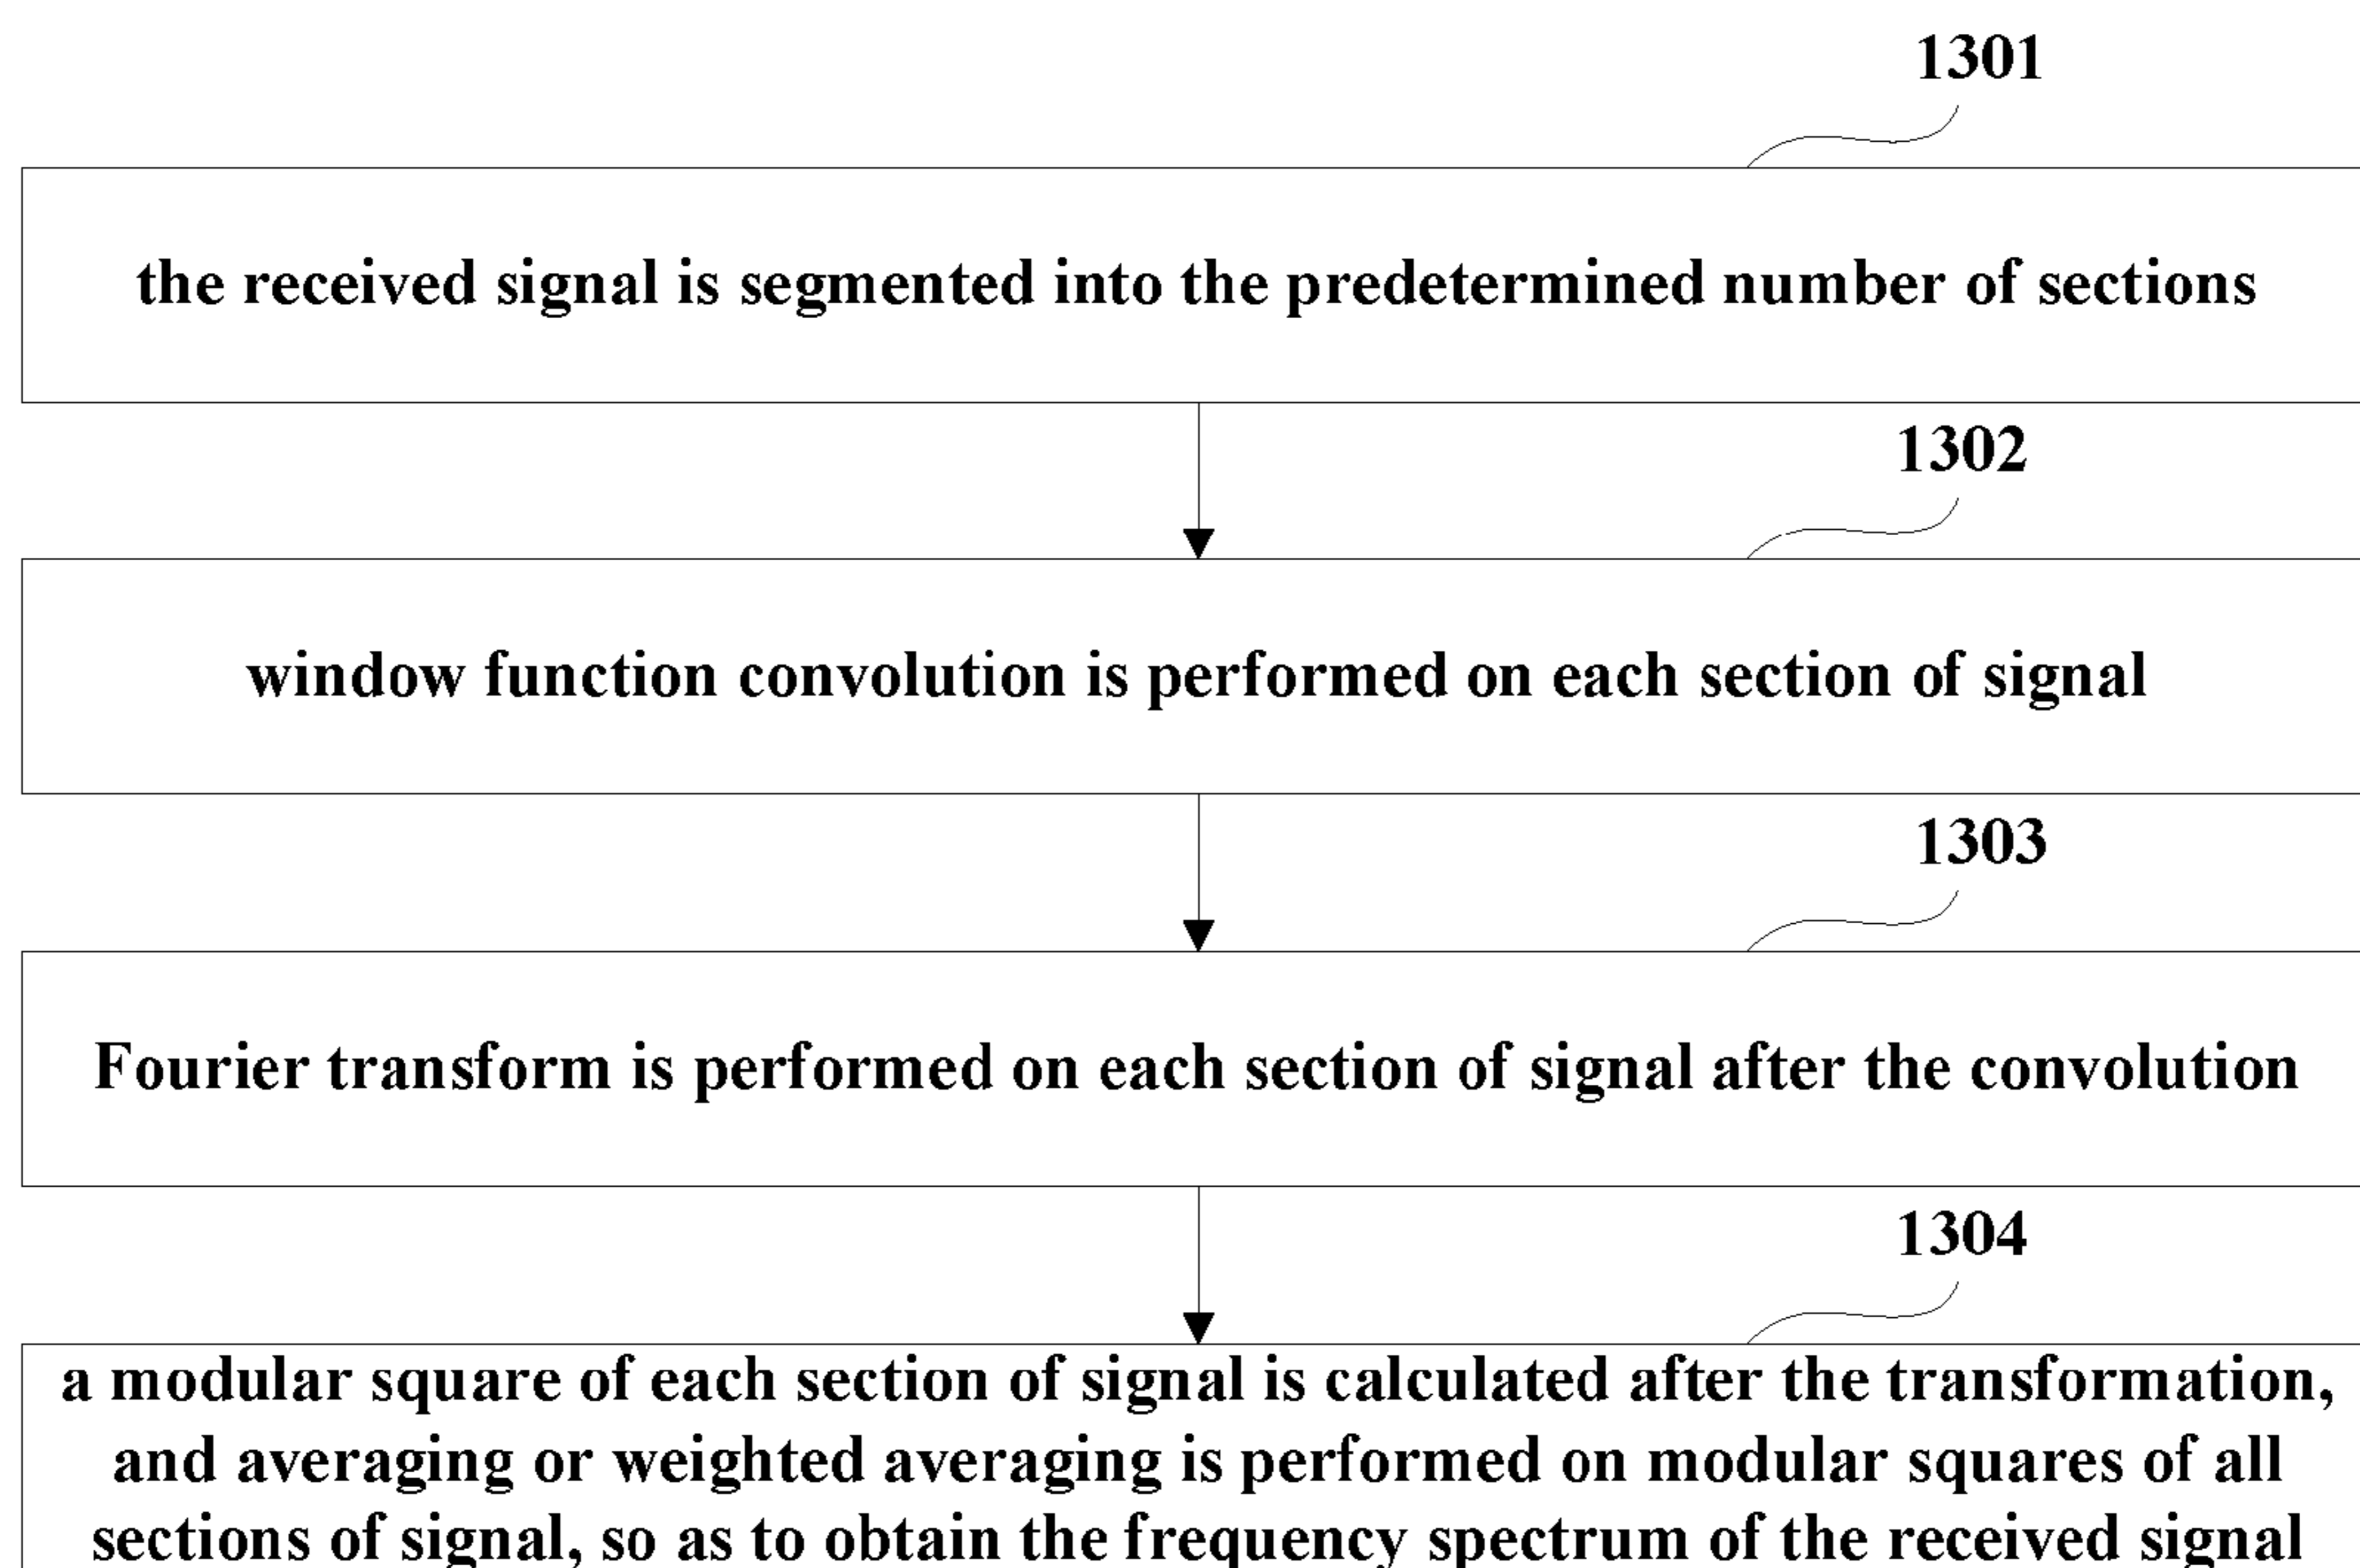 1301
the received signal is segmented into the predetermined number of sections
1302
window function convolution is performed on each section of signal
1303
Fourier transform is performed on each section of signal after the convolution
1304
a modular square of each section of signal is calculated after the transformation,
and averaging or weighted averaging is performed on modular squares of all
sections of signal, so as to obtain the frequency spectrum of the received signal